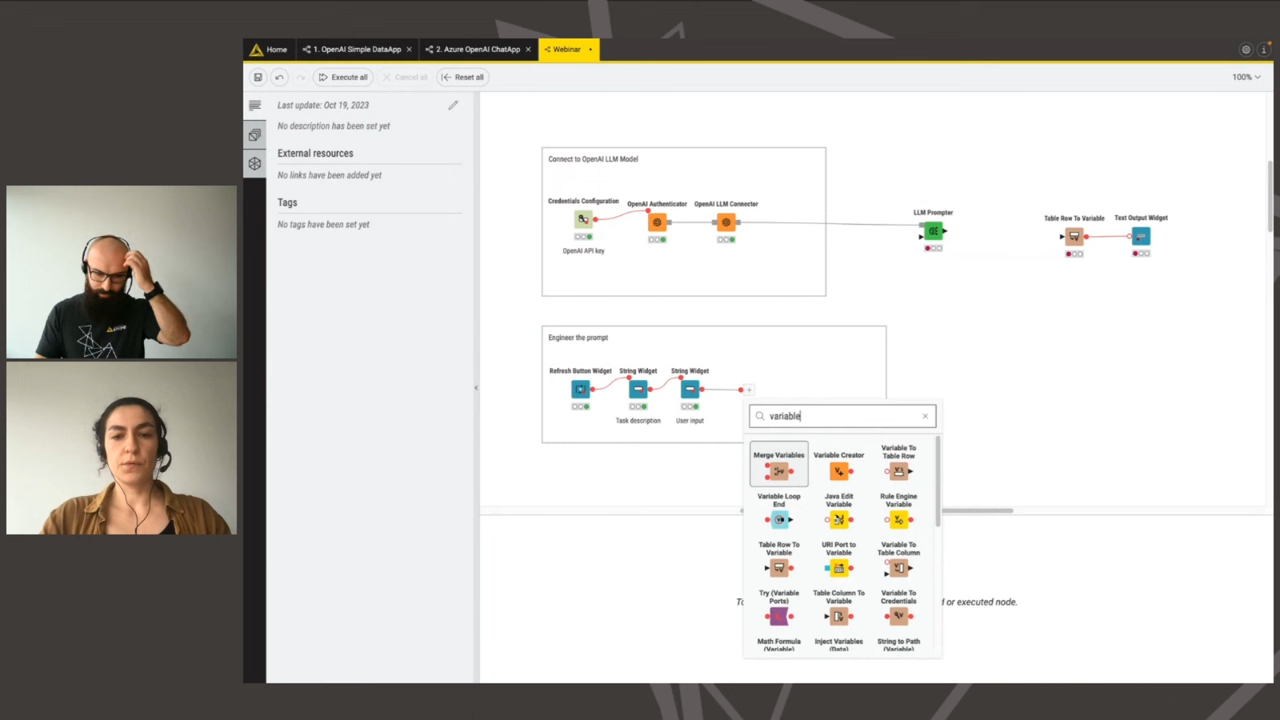 Home
1. OpenAI Simple DataApp
2. Azure OpenAI ChatApp
Webinar
Execute all
Cancel all
Reset all
100%
Last update: Oct 19, 2023
No description has been set yet
External resources
No links have been added yet
Tags
No tags have been set yet
Connect to OpenAI LLM Model
Credentials Configuration
OpenAI Authenticator
OpenAI LLM Connector
OpenAI API key
LLM Prompter
Table Row To Variable
Text Output Widget
Engineer the prompt
Refresh Button Widget
String Widget
String Widget
Task description
User input
variable
Merge Variables
Variable Creator
Variable To
Table Row
Variable Loop
End
Java Edit
Variable
Rule Engine
Variable
Table Row To
Variable
URI Port to
Variable
Variable To
Table Column
Try (Variable
Ports)
Table Column To
Variable
Variable To
Credentials
Math Formula
(Variable)
Inject Variables
(Data)
String to Path
(Variable)
d or executed node.